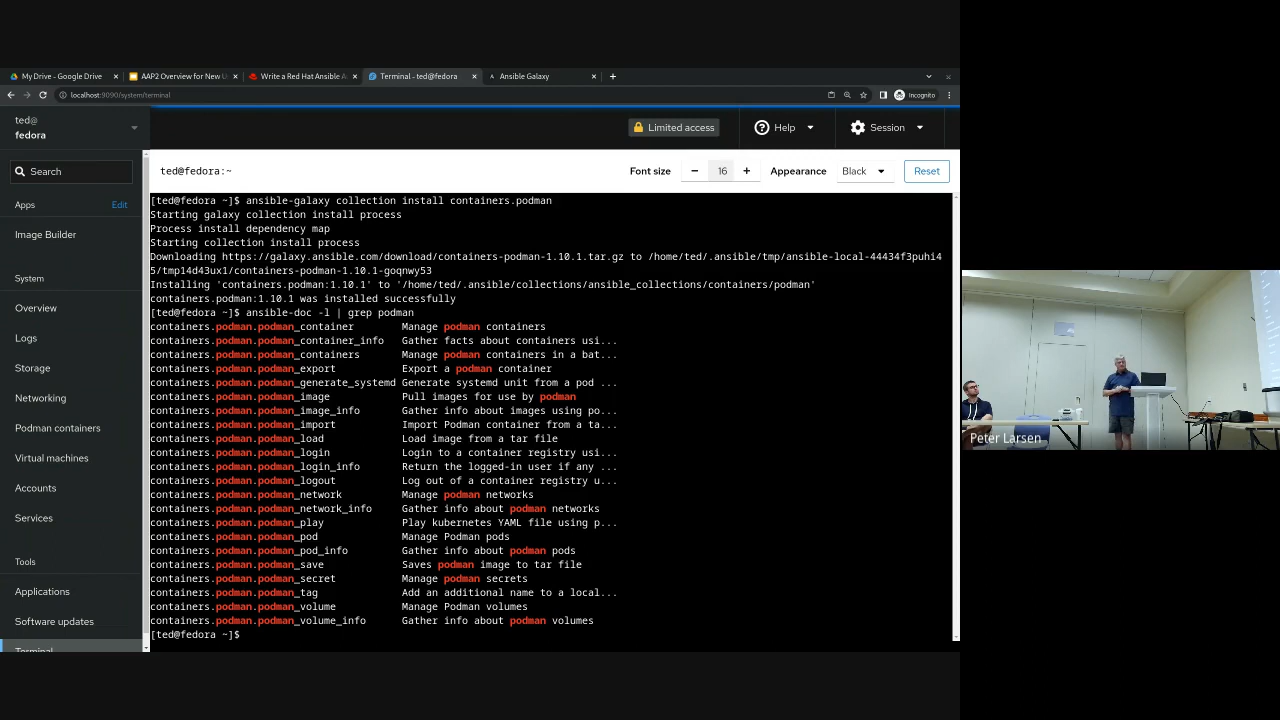 My Drive - Google Drive
AAP2 Overview for New U
Write a Red Hat Ansible A
Terminal - ted@fedora
Ansible Galaxy
localhost:9090/system/terminal
Incognito
ted@
fedora
Limited access
Help
Session
Search
Apps
Edit
Image Builder
System
Overview
Logs
Storage
Networking
Podman containers
Virtual machines
Accounts
Services
Tools
Applications
Software updates
Terminal
ted@fedora:~
Font size
16
Appearance
Black
Reset
[ted@fedora ~]$ ansible-galaxy collection install containers.podman
Starting galaxy collection install process
Process install dependency map
Starting collection install process
Downloading https://galaxy.ansible.com/download/containers-podman-1.10.1.tar.gz to /home/ted/.ansible/tmp/ansible-local-44434f3puhi4
5/tmp14d43ux1/containers-podman-1.10.1-goqnwy53
Installing 'containers.podman:1.10.1' to '/home/ted/.ansible/collections/ansible_collections/containers/podman'
containers.podman:1.10.1 was installed successfully
[ted@fedora ~]$ ansible-doc -l | grep podman
containers.podman.podman_container Manage podman containers
containers.podman.podman_container_info Gather facts about containers usi...
containers.podman.podman_containers Manage podman containers in a bat...
containers.podman.podman_export Export a podman container
containers.podman.podman_generate_systemd Generate systemd unit from a pod ...
containers.podman.podman_image Pull images for use by podman
containers.podman.podman_image_info Gather info about images using po...
containers.podman.podman_import Import Podman container from a ta...
containers.podman.podman_load Load image from a tar file
containers.podman.podman_login Login to a container registry usi...
containers.podman.podman_login_info Return the logged-in user if any ...
containers.podman.podman_logout Log out of a container registry u...
containers.podman.podman_network Manage podman networks
containers.podman.podman_network_info Gather info about podman networks
containers.podman.podman_play Play kubernetes YAML file using p...
containers.podman.podman_pod Manage Podman pods
containers.podman.podman_pod_info Gather info about podman pods
containers.podman.podman_save Saves podman image to tar file
containers.podman.podman_secret Manage podman secrets
containers.podman.podman_tag Add an additional name to a local...
containers.podman.podman_volume Manage Podman volumes
containers.podman.podman_volume_info Gather info about podman volumes
[ted@fedora ~]$
Peter Larsen